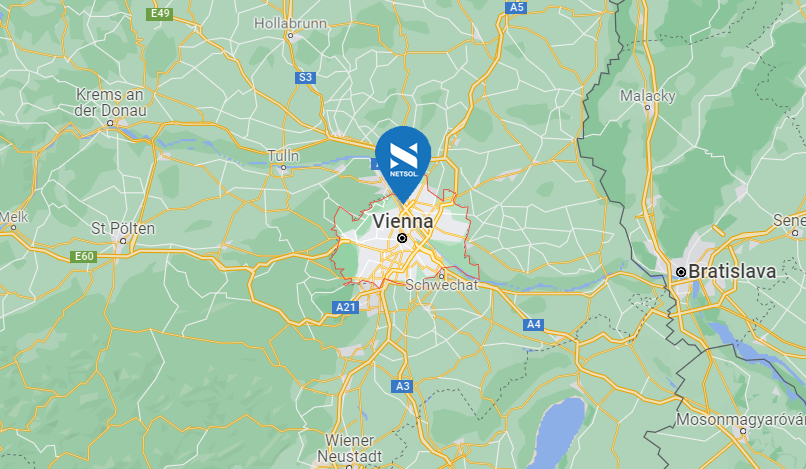 E49
A5
Hollabrunn
S3
Krems an
der Donau
Malacky
Tulln
NETSOL
Melk
St Pölten
Vienna
E60
Bratislava
Schwechat
A21
A4
A3
Mosonmagyaróvár
Wiener
Neustadt